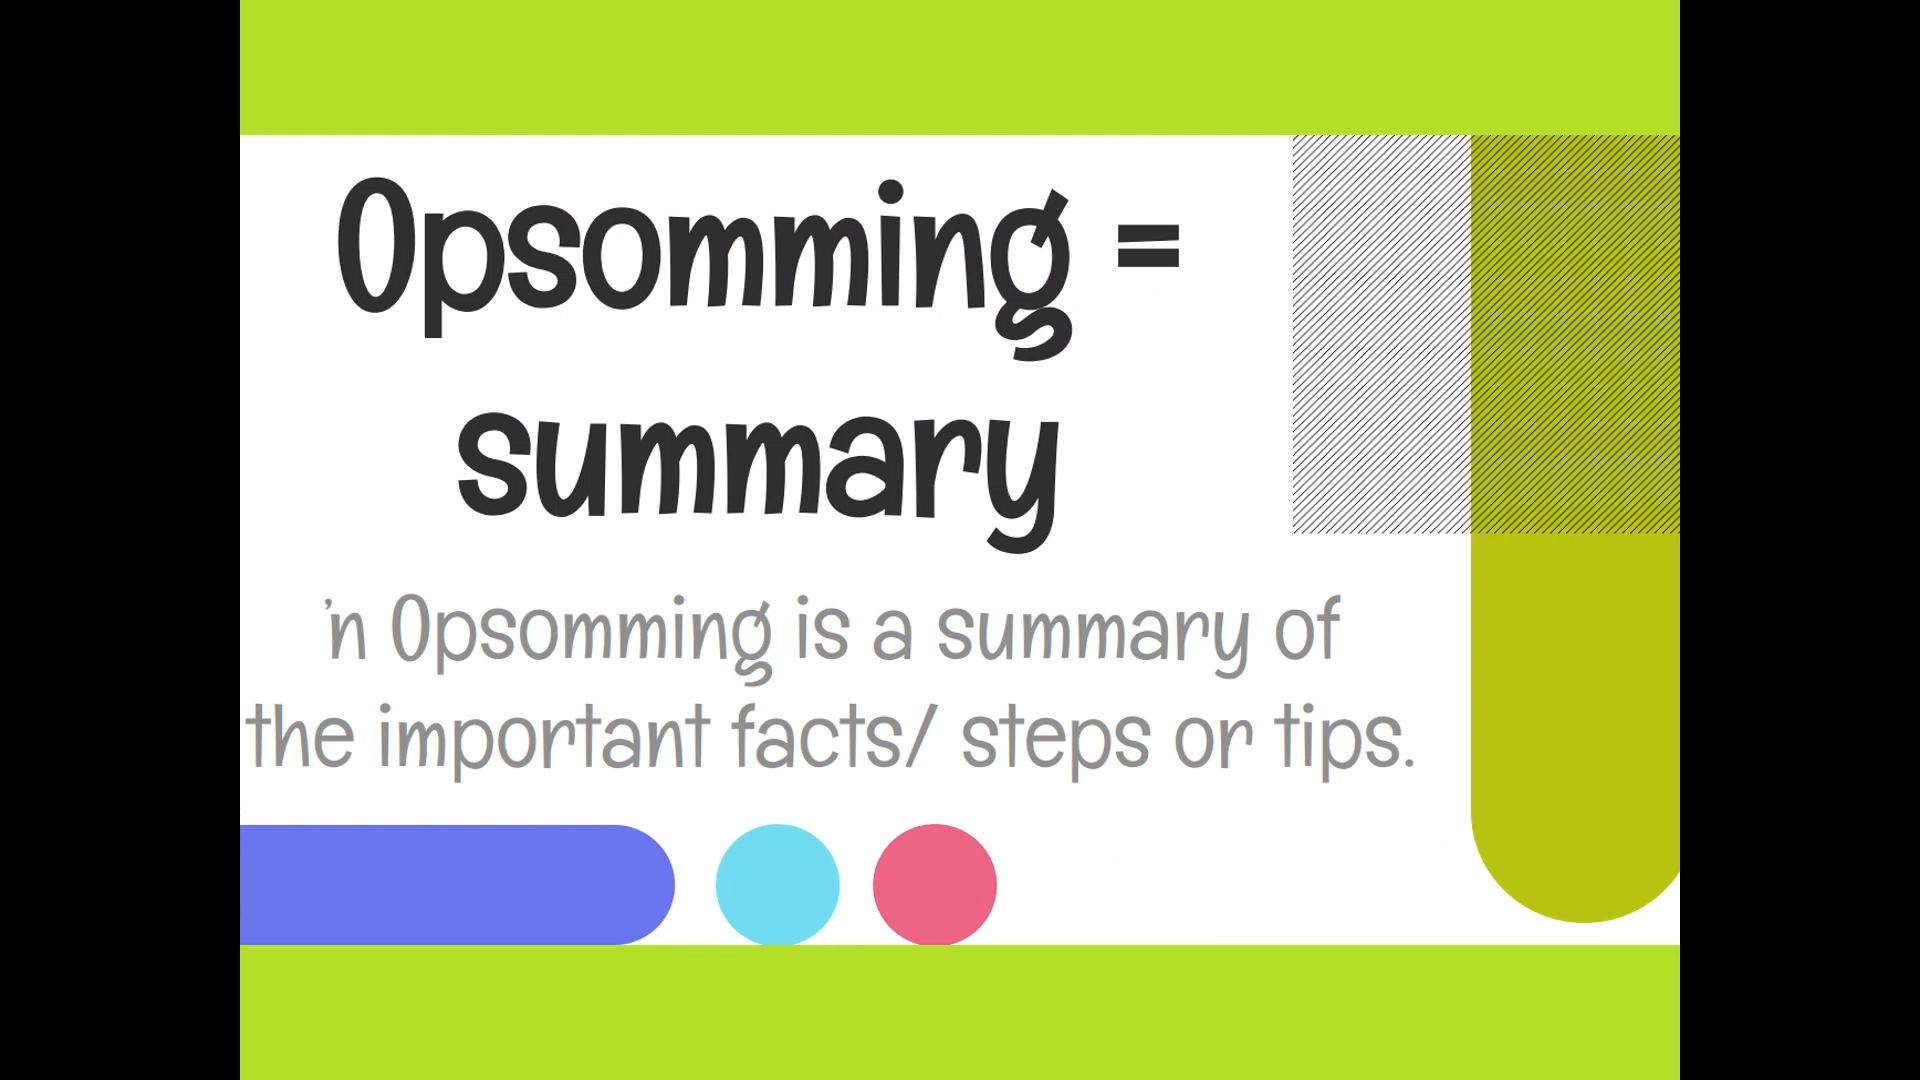 Opsomming =
summary
'n Opsomming is a summary of
the important facts/ steps or tips.